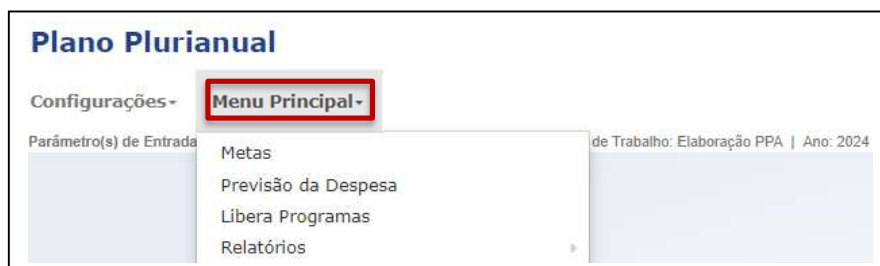 Plano Plurianual
Configurações Menu Principal
Parâmetro(s) de Entrada de Trabalho: Elaboração PPA | Ano: 2024
Metas
Previsão da Despesa
Libera Programas
Relatórios